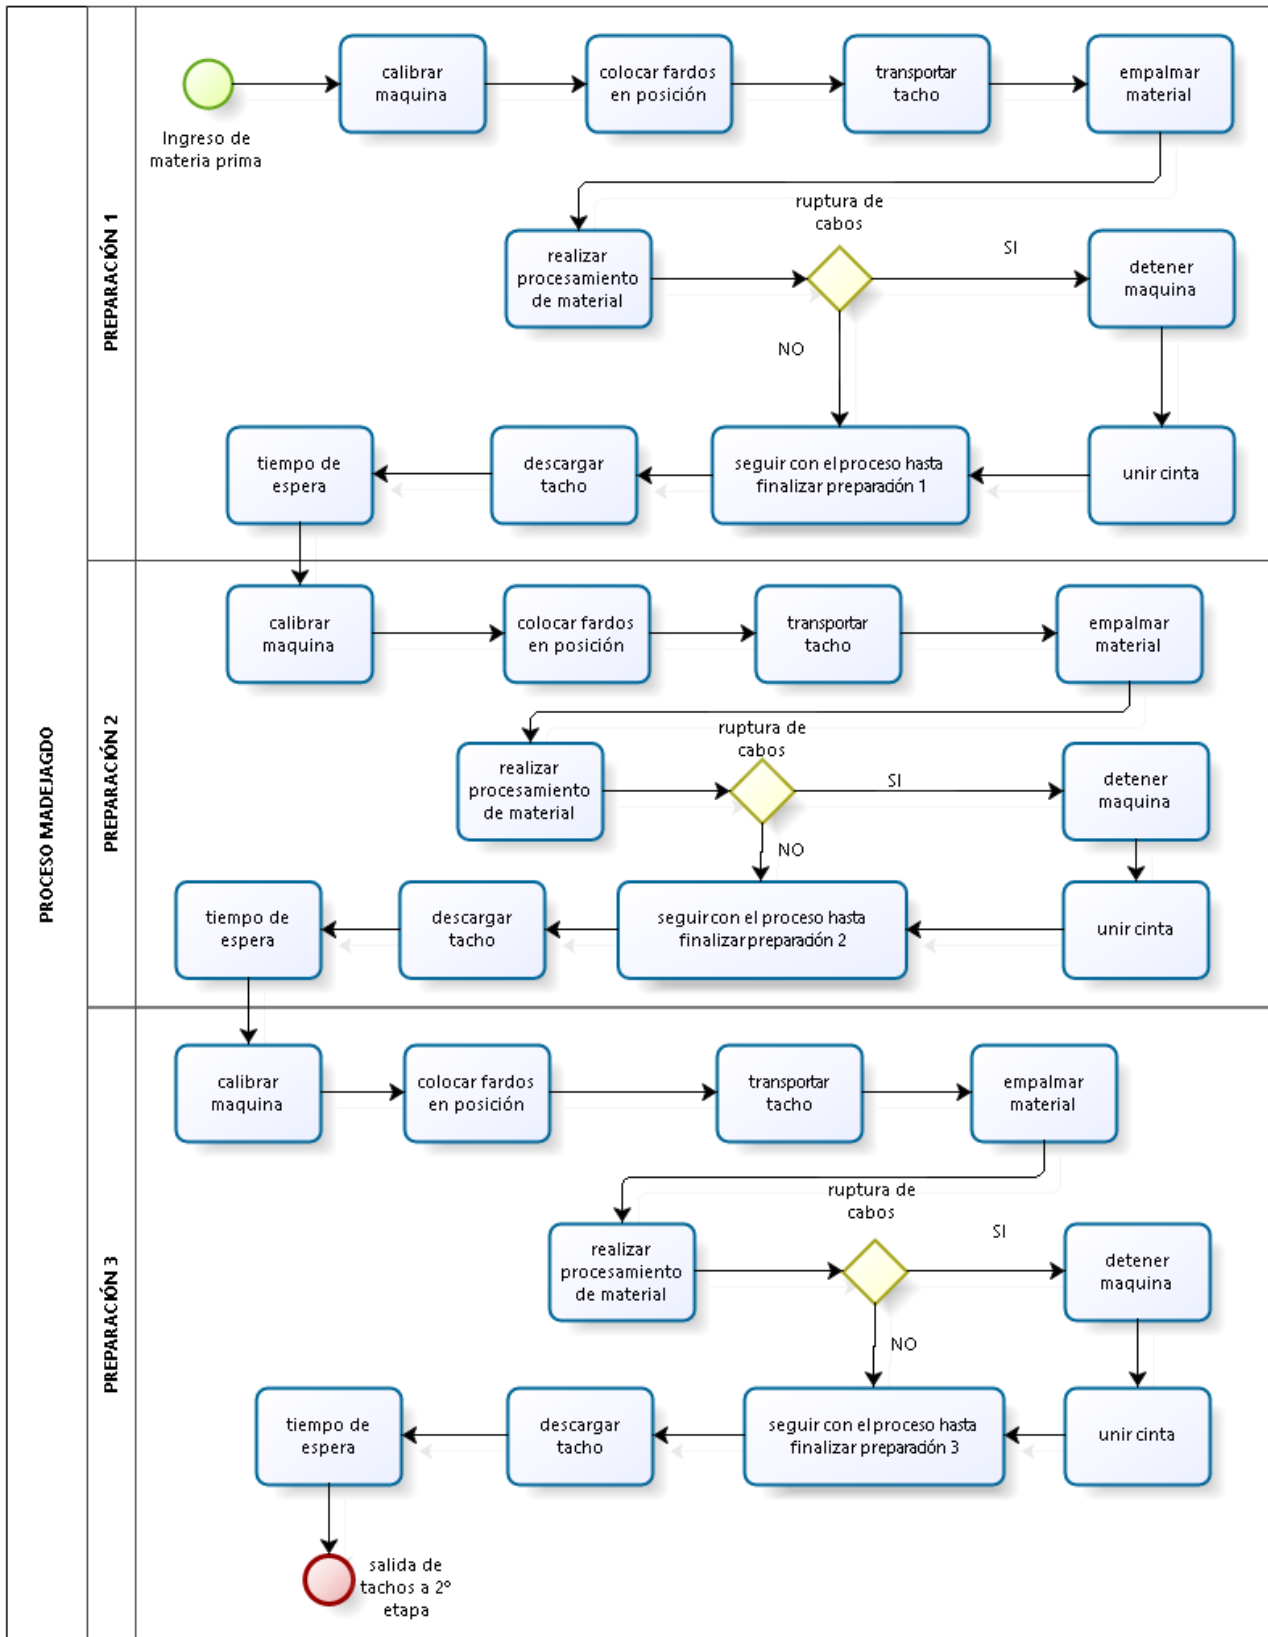 PROCESO MADEJAGDO
PREPARACIÓN 1
Ingreso de
materia prima
calibrar
maquina
colocar fardos
en posición
transportar
tacho
empalmar
material
realizar
procesamiento
de material
ruptura de
cabos
SI
NO
detener
maquina
unir cinta
seguir con el proceso hasta
finalizar preparación 1
descargar
tacho
tiempo de
espera
PREPARACIÓN 2
calibrar
maquina
colocar fardos
en posición
transportar
tacho
empalmar
material
realizar
procesamiento
de material
ruptura de
cabos
SI
NO
detener
maquina
unir cinta
seguir con el proceso hasta
finalizar preparación 2
descargar
tacho
tiempo de
espera
PREPARACIÓN 3
calibrar
maquina
colocar fardos
en posición
transportar
tacho
empalmar
material
realizar
procesamiento
de material
ruptura de
cabos
SI
NO
detener
maquina
unir cinta
seguir con el proceso hasta
finalizar preparación 3
descargar
tacho
tiempo de
espera
salida de
tachos a 2º
etapa